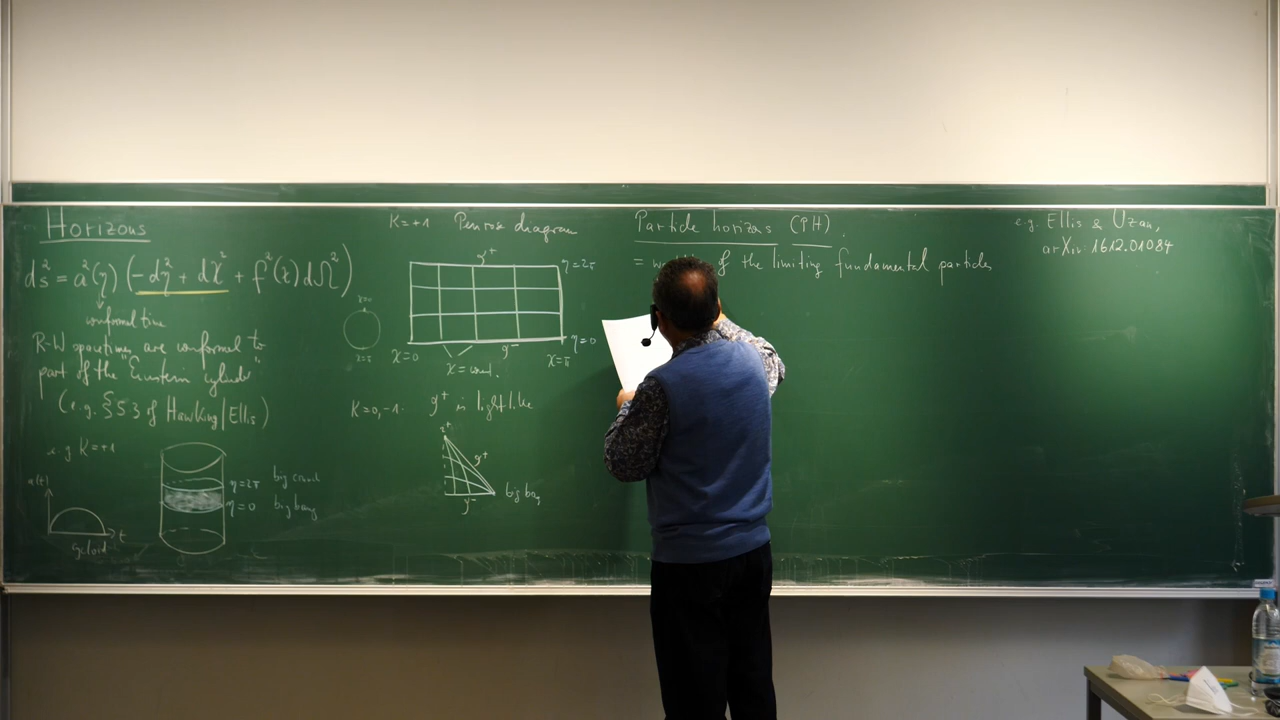 Horizons
ds² = a²(η) (-dη² + dχ² + f²(χ) dΩ²)
conformal time
R-W spacetimes are conformal to
part of the "Einstein cylinder"
(e.g. §5.3 of Hawking/Ellis)
e.g. K=+1
a(t)
t
cycloid
η=2π big crunch
η=0 big bang
K=+1 Penrose diagram
𝒥⁺
η=2π
χ=0
χ=π
η=0
χ=0
χ=const.
𝒥⁻
χ=π
K=0,-1. 𝒥⁺ is lightlike
i⁺
𝒥⁺
big bang
𝒥⁻
Particle horizons (PH)
= of the limiting fundamental particles
e.g. Ellis & Uzan,
arXiv: 1612.01084